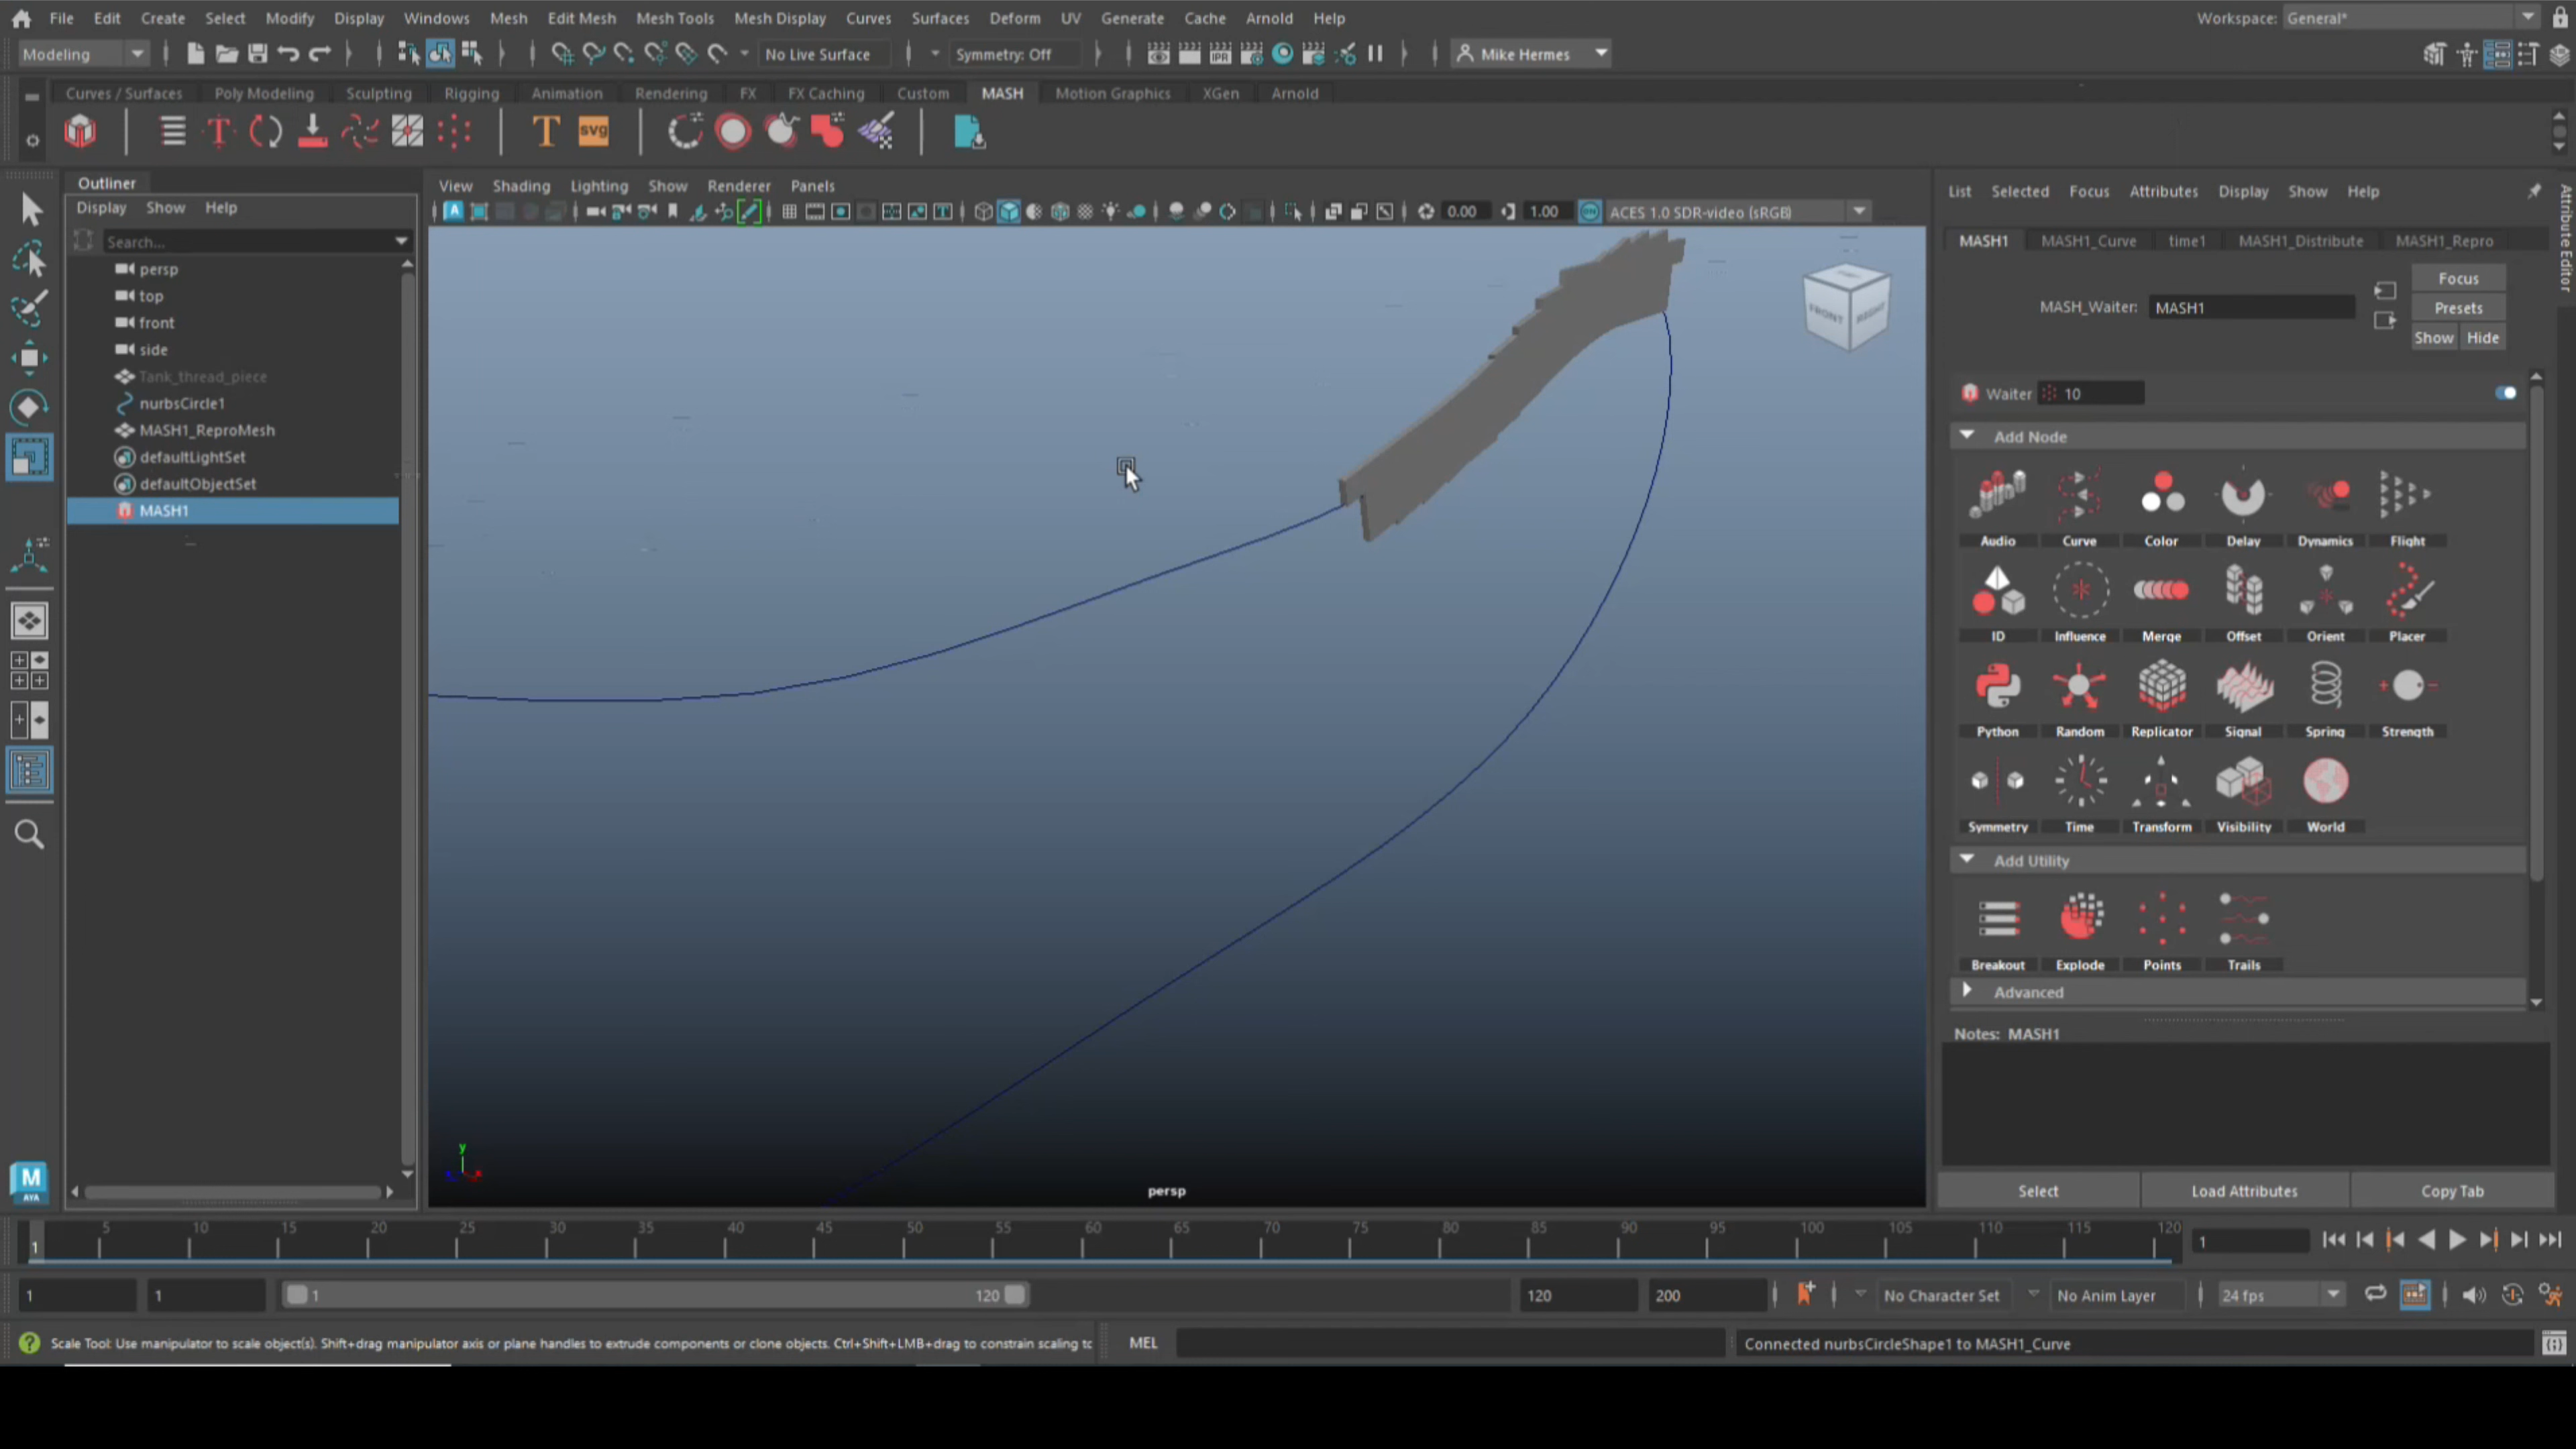 File Edit Create Select Modify Display Windows Mesh Edit Mesh Mesh Tools Mesh Display Curves Surfaces Deform UV Generate Cache Arnold Help Workspace: General*
Modeling No Live Surface Symmetry: Off IPR Mike Hermes
Curves / Surfaces Poly Modeling Sculpting Rigging Animation Rendering FX FX Caching Custom MASH Motion Graphics XGen Arnold
T T svg
Outliner
Display Show Help
Search...
persp
top
front
side
Tank_thread_piece
nurbsCircle1
MASH1_ReproMesh
defaultLightSet
defaultObjectSet
MASH1
View Shading Lighting Show Renderer Panels
0.00 1.00 ACES 1.0 SDR-video (sRGB)
FRONT RIGHT
y
persp
List Selected Focus Attributes Display Show Help
Attribute Editor
MASH1 MASH1_Curve time1 MASH1_Distribute MASH1_Repro
Focus
MASH_Waiter: MASH1 Presets
Show Hide
Waiter 10
Add Node
Audio Curve Color Delay Dynamics Flight
ID Influence Merge Offset Orient Placer
Python Random Replicator Signal Spring Strength
Symmetry Time Transform Visibility World
Add Utility
Breakout Explode Points Trails
Advanced
Notes: MASH1
Select Load Attributes Copy Tab
M
AYA
5 10 15 20 25 30 35 40 45 50 55 60 65 70 75 80 85 90 95 100 105 110 115 120
1 1
1 1 1 120 120 200 No Character Set No Anim Layer 24 fps
Scale Tool: Use manipulator to scale object(s). Shift+drag manipulator axis or plane handles to extrude components or clone objects. Ctrl+Shift+LMB+drag to constrain scaling tc MEL Connected nurbsCircleShape1 to MASH1_Curve